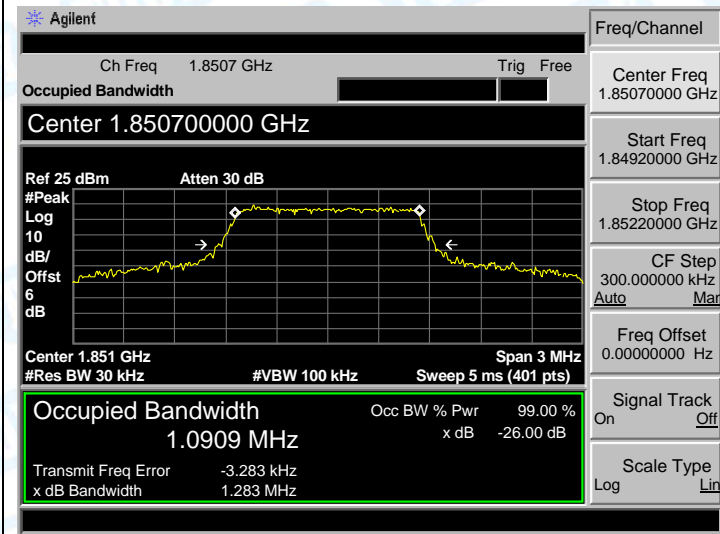 Agilent
Freq/Channel
Ch Freq 1.8507 GHz Trig Free
Occupied Bandwidth
Center 1.850700000 GHz
Ref 25 dBm Atten 30 dB
#Peak
Log
10
dB/
Offst
6
dB
Center 1.851 GHz Span 3 MHz
#Res BW 30 kHz #VBW 100 kHz Sweep 5 ms (401 pts)
Occupied Bandwidth
1.0909 MHz
Occ BW % Pwr 99.00 %
x dB -26.00 dB
Transmit Freq Error -3.283 kHz
x dB Bandwidth 1.283 MHz
Center Freq
1.85070000 GHz
Start Freq
1.84920000 GHz
Stop Freq
1.85220000 GHz
CF Step
300.000000 kHz
Auto Man
Freq Offset
0.00000000 Hz
Signal Track
On Off
Scale Type
Log Lin